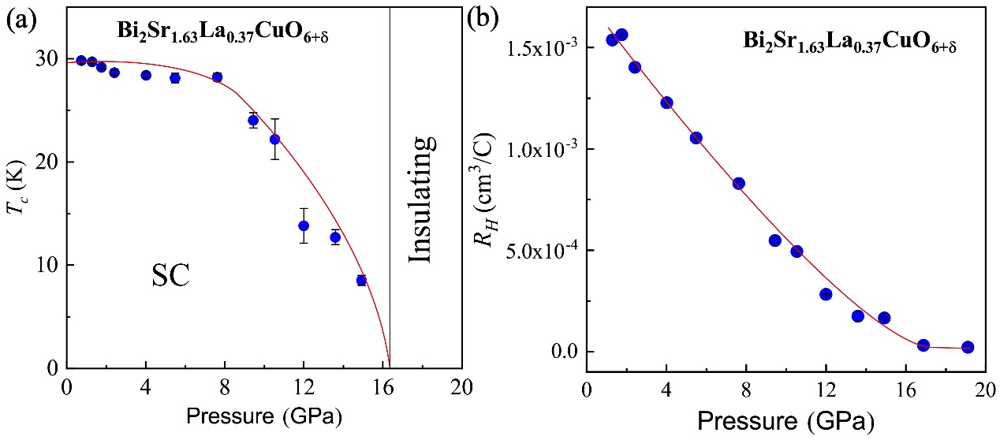 (a)
Bi₂Sr₁.₆₃La₀.₃₇CuO₆₊δ
30
20
10
0
T_c (K)
SC
Insulating
0 4 8 12 16 20
Pressure (GPa)
(b)
Bi₂Sr₁.₆₃La₀.₃₇CuO₆₊δ
1.5x10⁻³
1.0x10⁻³
5.0x10⁻⁴
0.0
R_H (cm³/C)
0 4 8 12 16 20
Pressure (GPa)